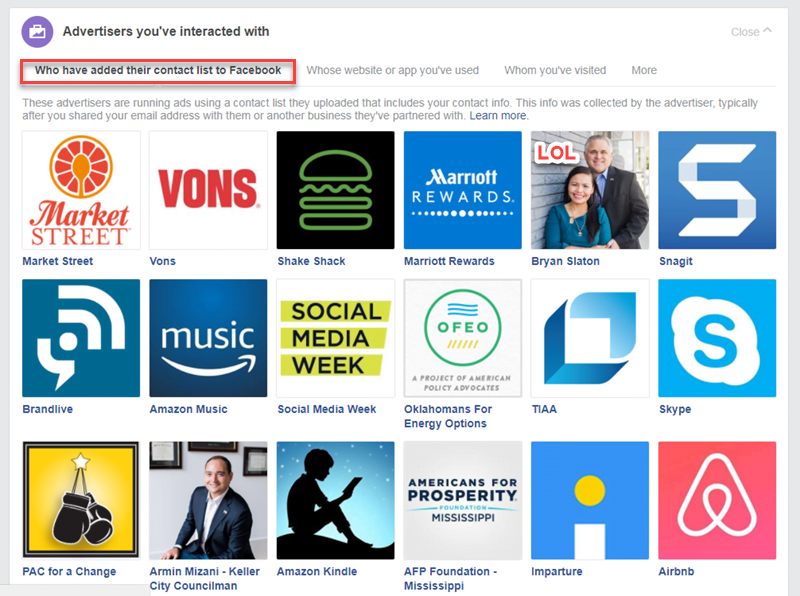 Advertisers you've interacted with
Close
Who have added their contact list to Facebook
Whose website or app you've used
Whom you've visited
More
These advertisers are running ads using a contact list they uploaded that includes your contact info. This info was collected by the advertiser, typically
after you shared your email address with them or another business they've partnered with. Learn more.
Market
STREET
VONS
Marriott
REWARDS.
LOL
Market Street
Vons
Shake Shack
Marriott Rewards
Bryan Slaton
Snagit
music
SOCIAL
MEDIA
WEEK
OFEO
A PROJECT OF AMERICAN
POLICY ADVOCATES
S
Brandlive
Amazon Music
Social Media Week
Oklahomans For
Energy Options
TIAA
Skype
AMERICANS FOR
PROSPERITY
FOUNDATION
MISSISSIPPI
PAC for a Change
Armin Mizani - Keller
City Councilman
Amazon Kindle
AFP Foundation -
Mississippi
Imparture
Airbnb